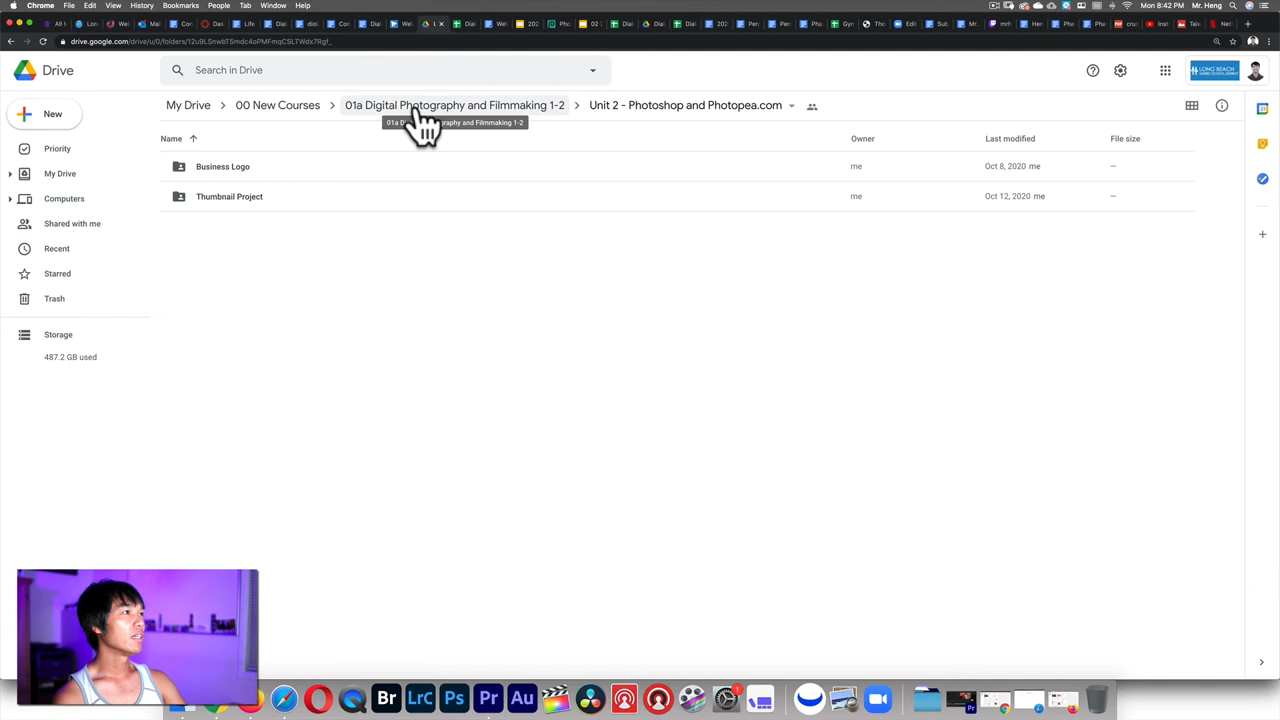 Chrome File Edit View History Bookmarks People Tab Window Help
Mon 8:42 PM Mr. Heng
drive.google.com/drive/u/0/folders/12u9LSnwbT5mdc4oPMFmqCSLTWdx7Rgf_
Drive
Search in Drive
LONG BEACH
New
My Drive
00 New Courses
01a Digital Photography and Filmmaking 1-2
Unit 2 - Photoshop and Photopea.com
Name
Owner
Last modified
File size
Priority
Business Logo
me
Oct 8, 2020 me
–
My Drive
Thumbnail Project
me
Oct 12, 2020 me
–
Computers
Shared with me
Recent
Starred
Trash
Storage
487.2 GB used
Br LrC Ps Pr Au
1